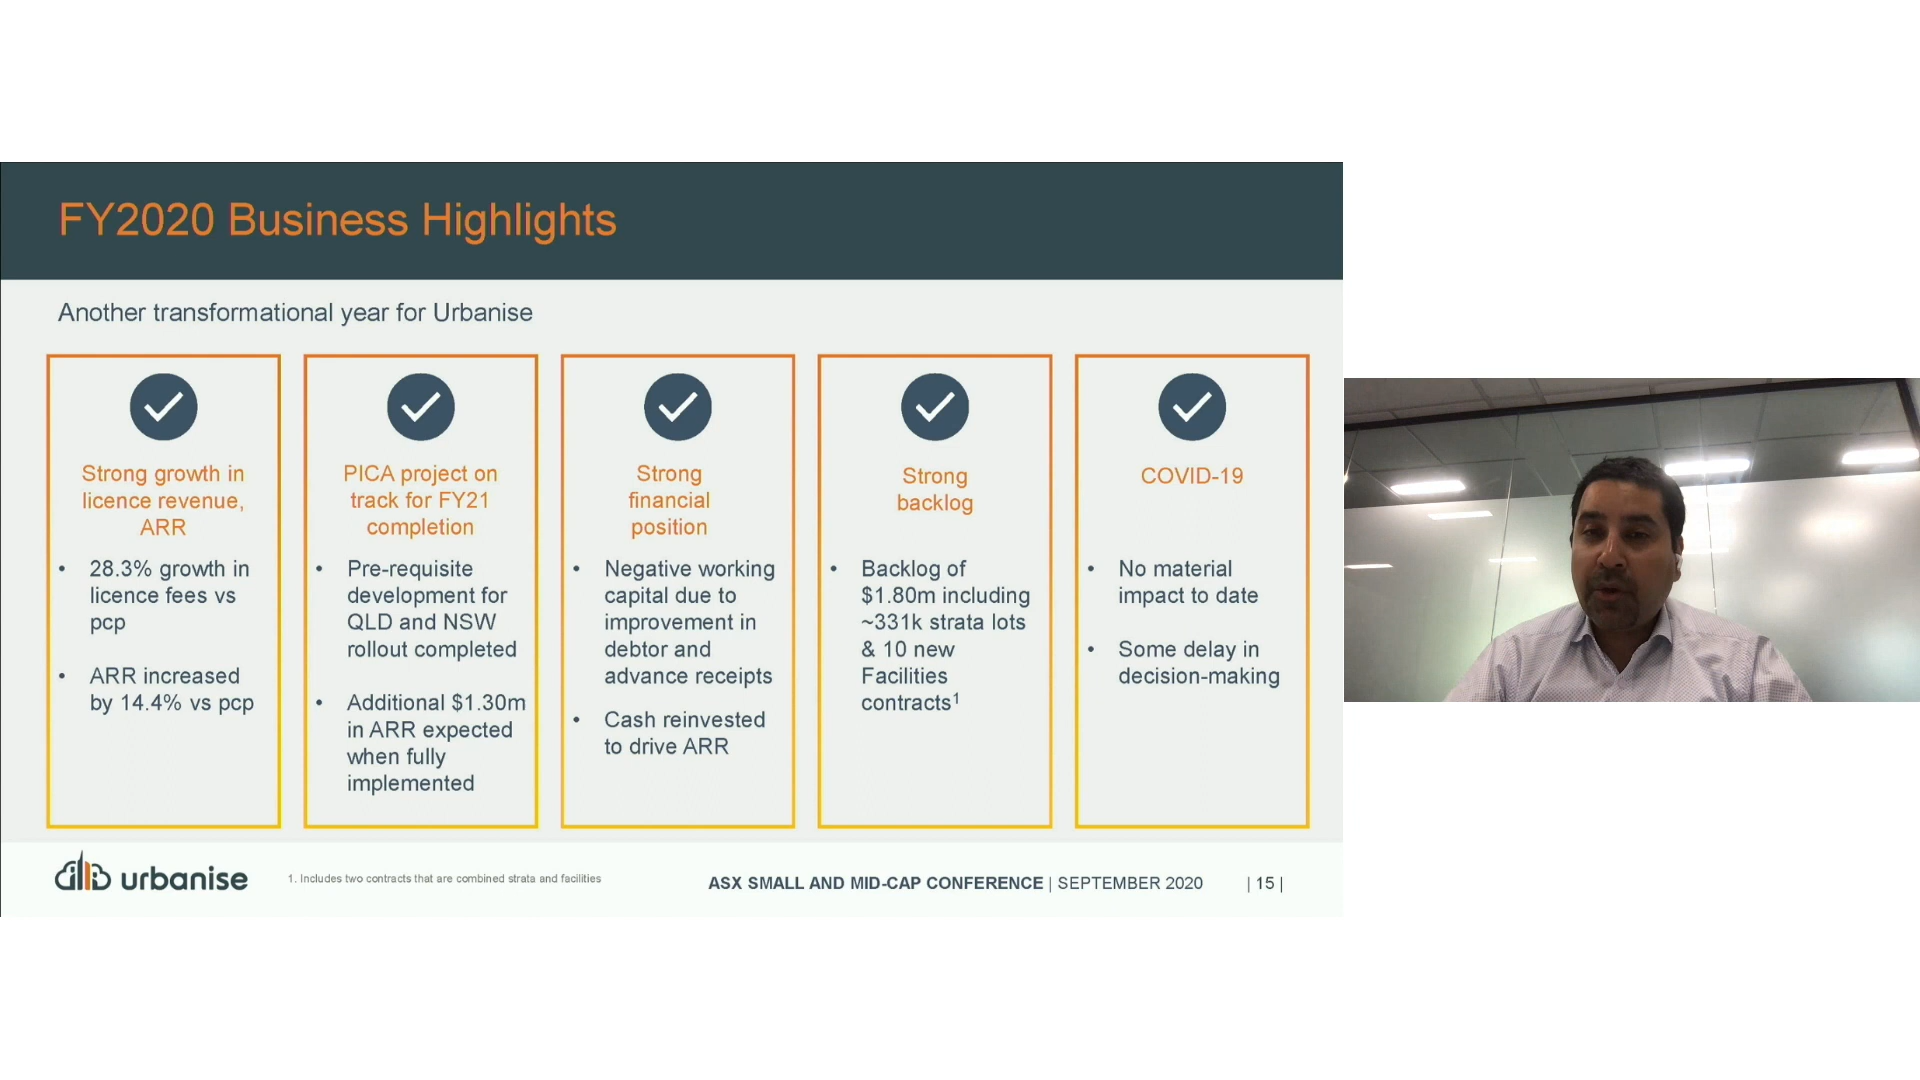 FY2020 Business Highlights
Another transformational year for Urbanise
Strong growth in
licence revenue,
ARR
• 28.3% growth in
licence fees vs
pcp
• ARR increased
by 14.4% vs pcp
PICA project on
track for FY21
completion
• Pre-requisite
development for
QLD and NSW
rollout completed
• Additional $1.30m
in ARR expected
when fully
implemented
Strong
financial
position
• Negative working
capital due to
improvement in
debtor and
advance receipts
• Cash reinvested
to drive ARR
Strong
backlog
• Backlog of
$1.80m including
~331k strata lots
& 10 new
Facilities
contracts¹
COVID-19
• No material
impact to date
• Some delay in
decision-making
urbanise
1. Includes two contracts that are combined strata and facilities
ASX SMALL AND MID-CAP CONFERENCE | SEPTEMBER 2020 | 15 |